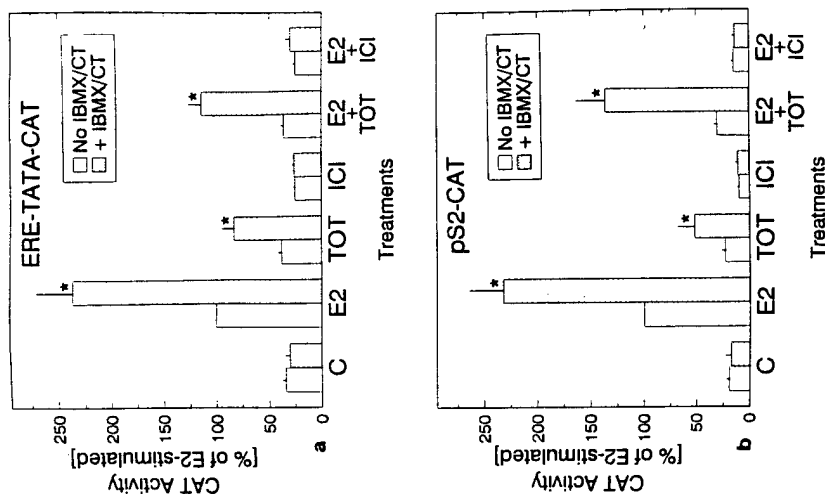 ERE-TATA-CAT
No IBMX/CT
+ IBMX/CT
CAT Activity
[% of E2-stimulated]
250
200
150
100
50
0
a
*
*
*
C
E2
TOT
ICI
E2
+
TOT
E2
+
ICI
Treatments
pS2-CAT
No IBMX/CT
+ IBMX/CT
CAT Activity
[% of E2-stimulated]
250
200
150
100
50
0
b
*
*
*
C
E2
TOT
ICI
E2
+
TOT
E2
+
ICI
Treatments